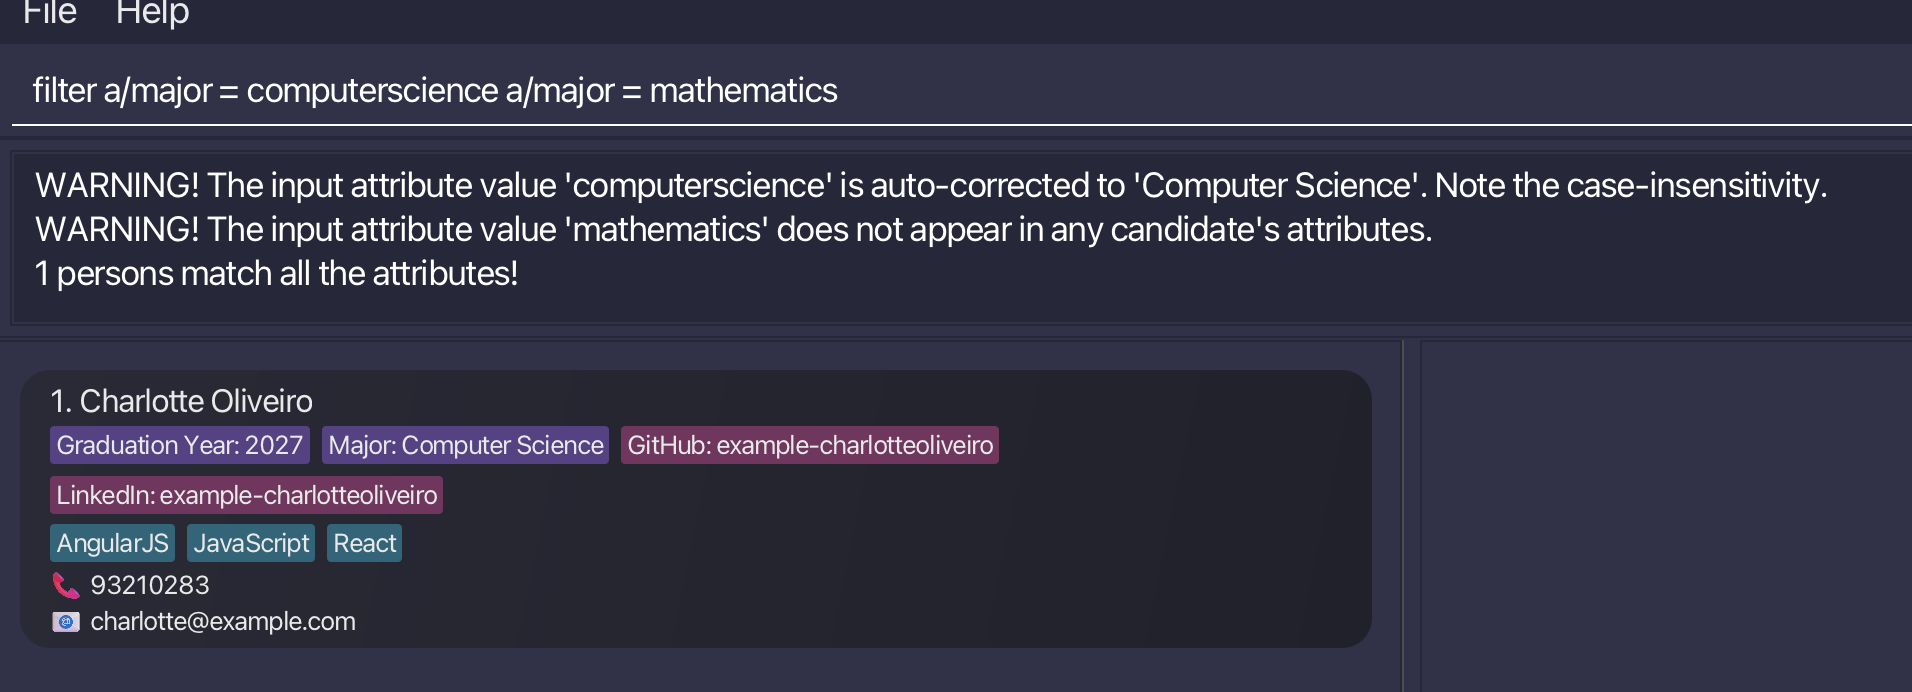 File Help
filter a/major = computerscience a/major = mathematics
WARNING! The input attribute value 'computerscience' is auto-corrected to 'Computer Science'. Note the case-insensitivity.
WARNING! The input attribute value 'mathematics' does not appear in any candidate's attributes.
1 persons match all the attributes!
1. Charlotte Oliveiro
Graduation Year: 2027 Major: Computer Science GitHub: example-charlotteoliveiro
LinkedIn: example-charlotteoliveiro
AngularJS JavaScript React
93210283
charlotte@example.com